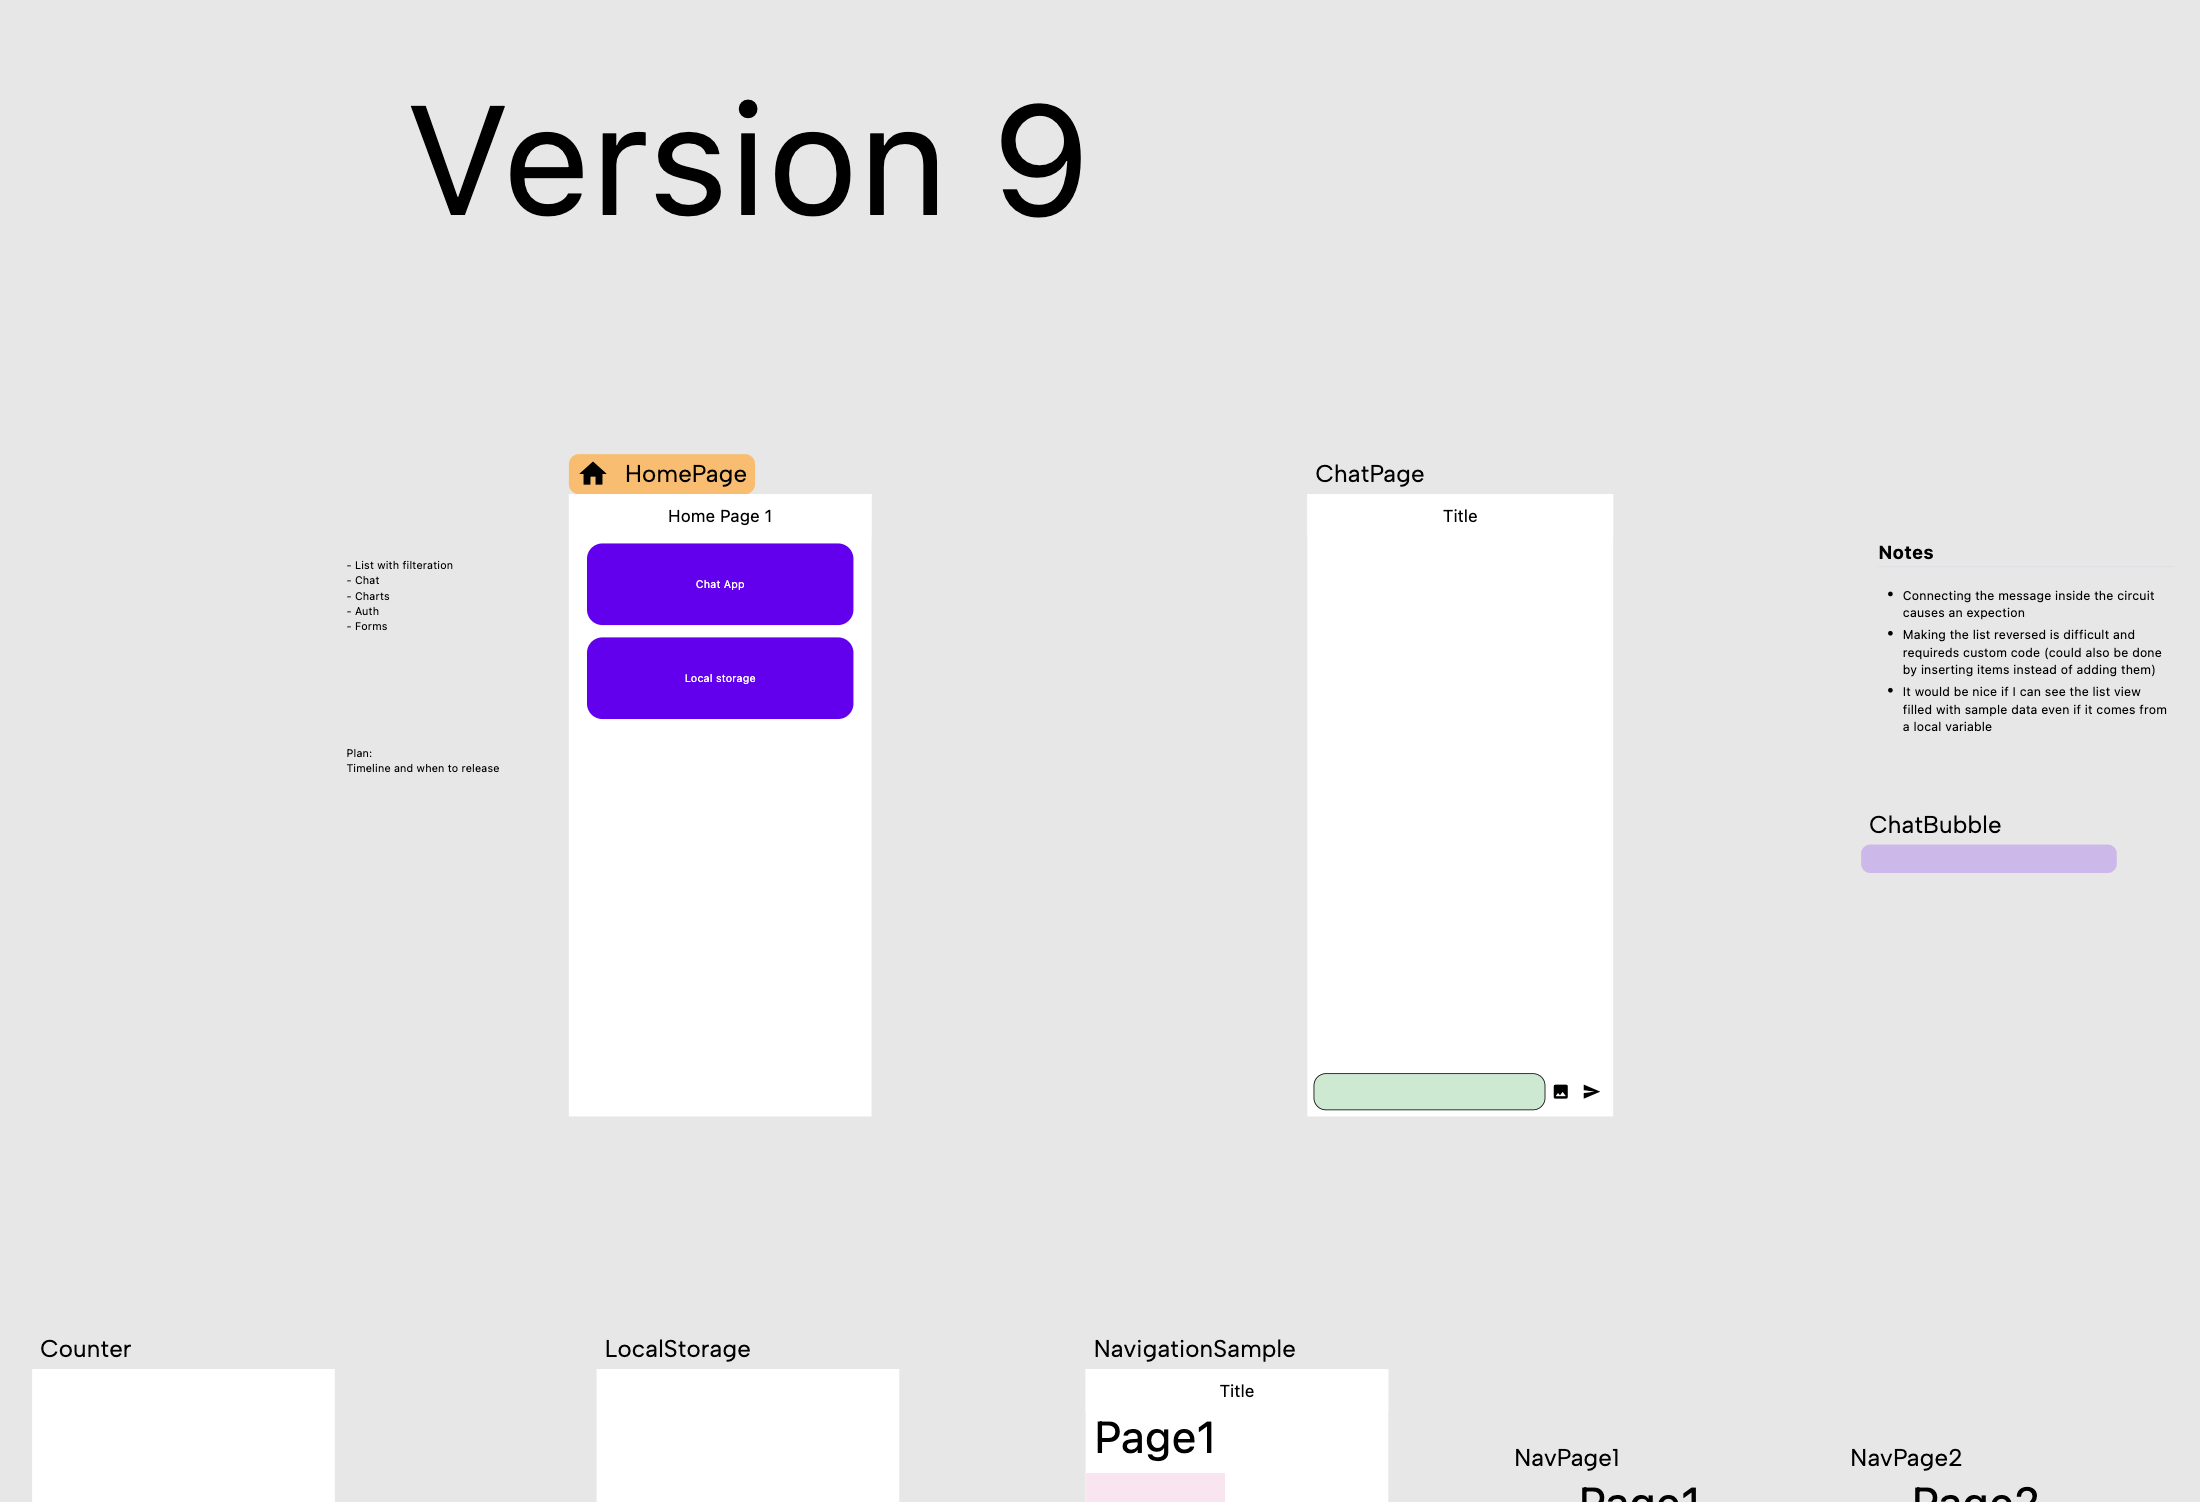 Version 9
HomePage
Home Page 1
Chat App
Local storage
- List with filteration
- Chat
- Charts
- Auth
- Forms
Plan:
Timeline and when to release
ChatPage
Title
Notes
Connecting the message inside the circuit
causes an expection
Making the list reversed is difficult and
requireds custom code (could also be done
by inserting items instead of adding them)
It would be nice if I can see the list view
filled with sample data even if it comes from
a local variable
ChatBubble
Counter
LocalStorage
NavigationSample
Title
Page1
NavPage1
Page1
NavPage2
Page2